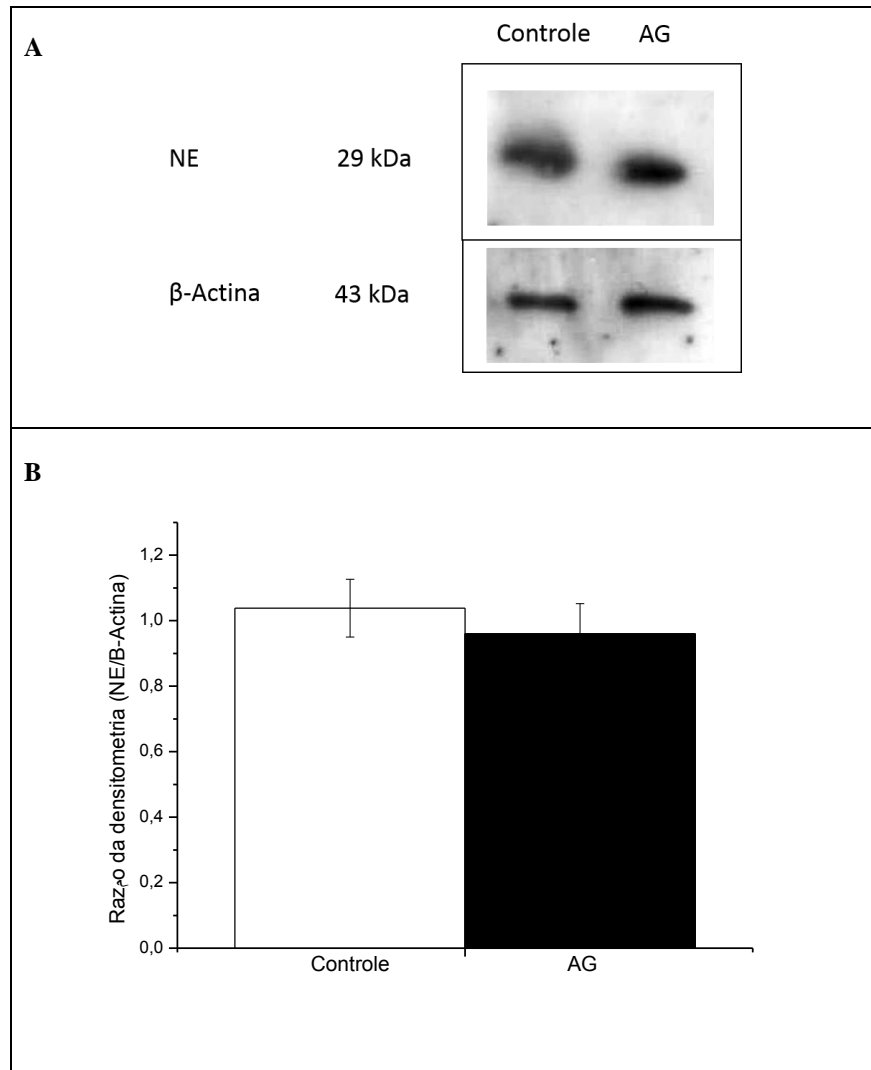 A
Controle AG
NE 29 kDa
β-Actina 43 kDa
B
Razم֮o da densitometria (NE/B-Actina)
1,2
1,0
0,8
0,6
0,4
0,2
0,0
Controle AG